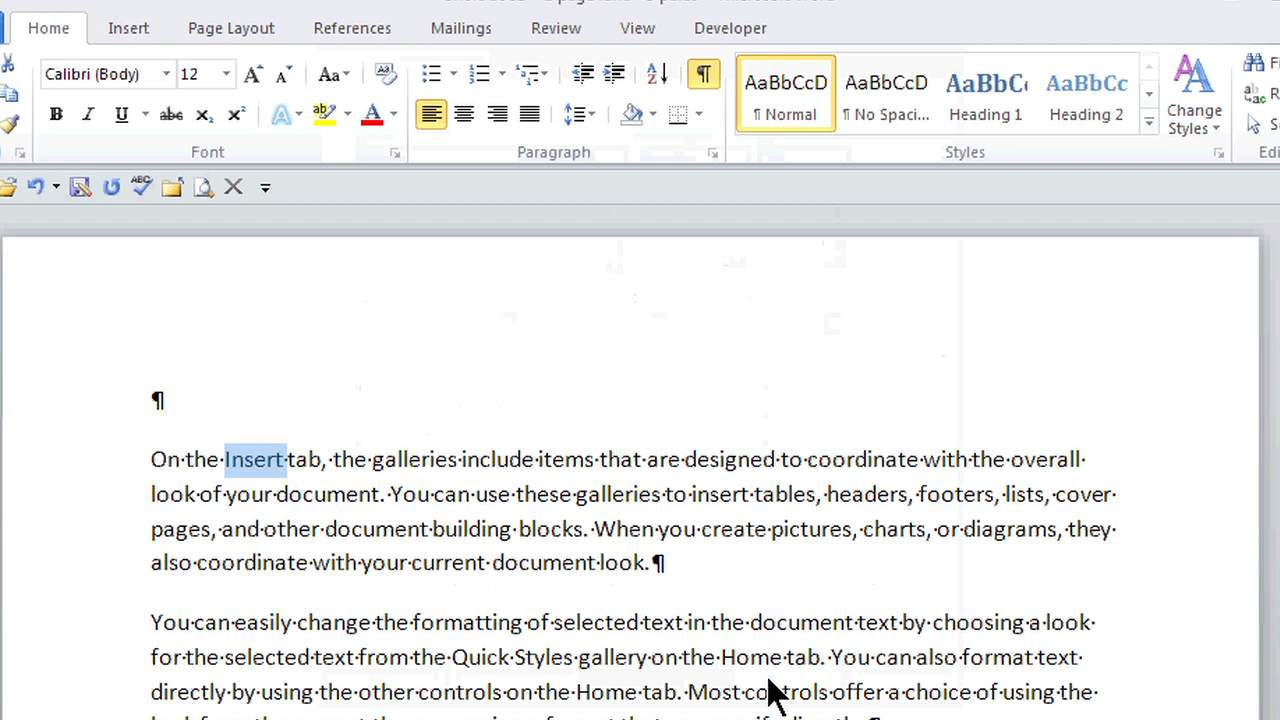 Home Insert Page Layout References Mailings Review View Developer
Calibri (Body) 12 Aa AaBbCcD AaBbCcD AaBbC AaBbCc
B I U abc x₂ x² A ab A ¶ Normal ¶ No Spaci... Heading 1 Heading 2 Change Styles
Font Paragraph Styles
ABC
¶
On·the·Insert·tab,·the·galleries·include·items·that·are·designed·to·coordinate·with·the·overall·
look·of·your·document.·You·can·use·these·galleries·to·insert·tables,·headers,·footers,·lists,·cover·
pages,·and·other·document·building·blocks.·When·you·create·pictures,·charts,·or·diagrams,·they·
also·coordinate·with·your·current·document·look.¶
You·can·easily·change·the·formatting·of·selected·text·in·the·document·text·by·choosing·a·look·
for·the·selected·text·from·the·Quick·Styles·gallery·on·the·Home·tab.·You·can·also·format·text·
directly·by·using·the·other·controls·on·the·Home·tab.·Most·controls·offer·a·choice·of·using·the·